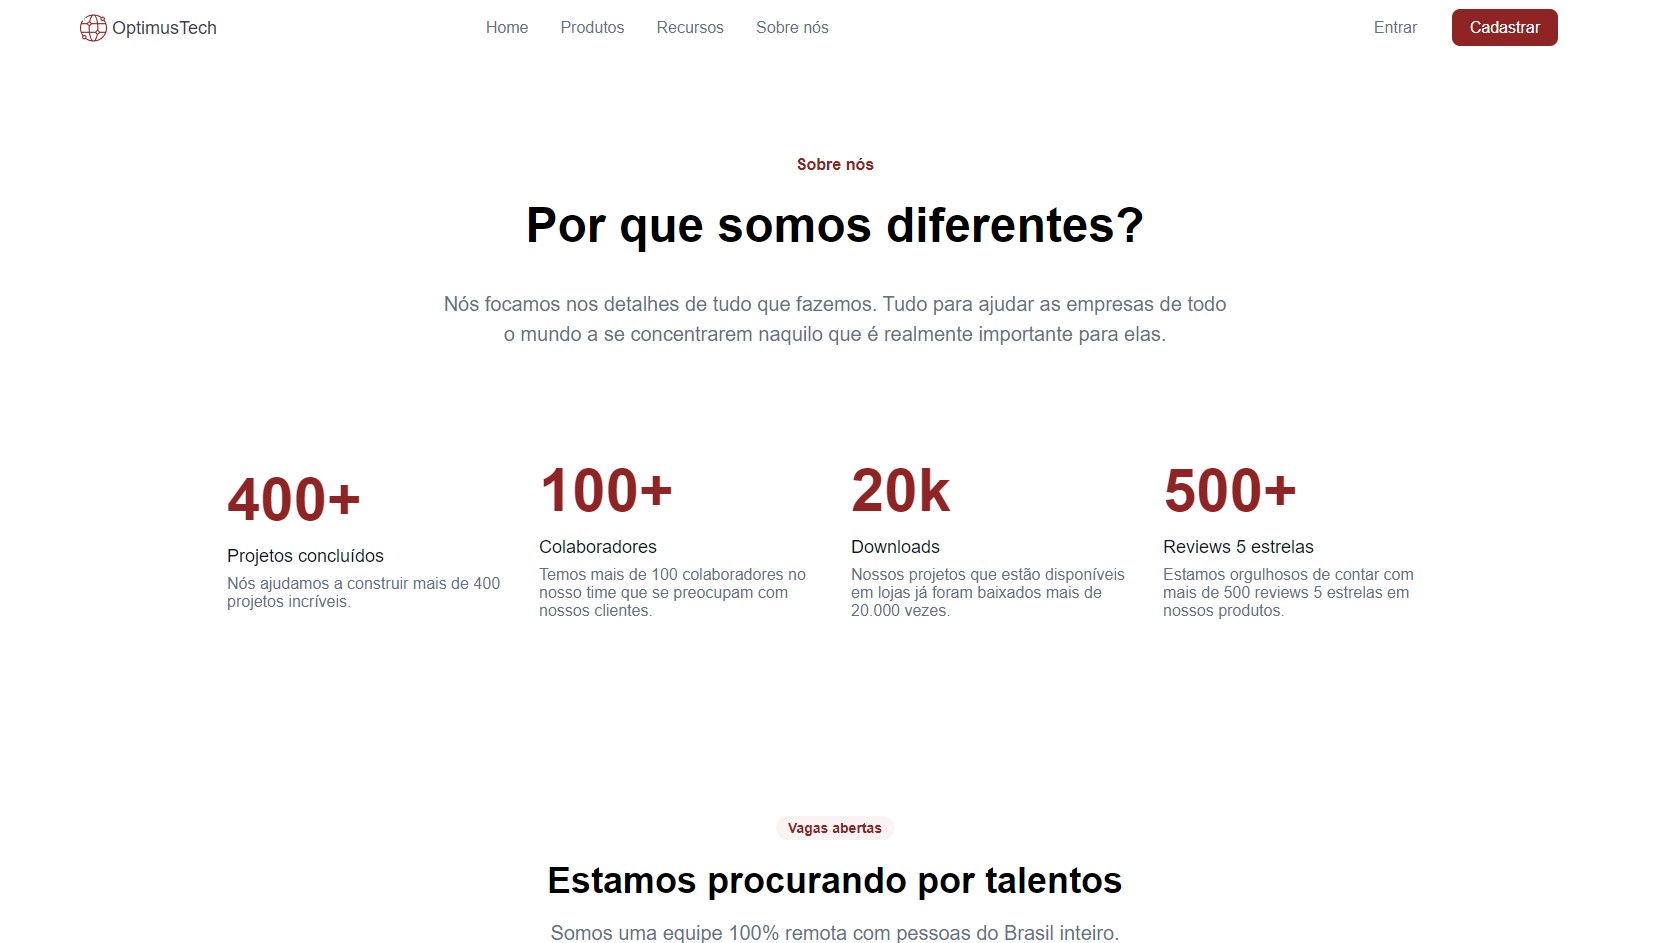 OptimusTech
Home
Produtos
Recursos
Sobre nós
Entrar
Cadastrar
Sobre nós
Por que somos diferentes?
Nós focamos nos detalhes de tudo que fazemos. Tudo para ajudar as empresas de todo
o mundo a se concentrarem naquilo que é realmente importante para elas.
400+
Projetos concluídos
Nós ajudamos a construir mais de 400
projetos incríveis.
100+
Colaboradores
Temos mais de 100 colaboradores no
nosso time que se preocupam com
nossos clientes.
20k
Downloads
Nossos projetos que estão disponíveis
em lojas já foram baixados mais de
20.000 vezes.
500+
Reviews 5 estrelas
Estamos orgulhosos de contar com
mais de 500 reviews 5 estrelas em
nossos produtos.
Vagas abertas
Estamos procurando por talentos
Somos uma equipe 100% remota com pessoas do Brasil inteiro.